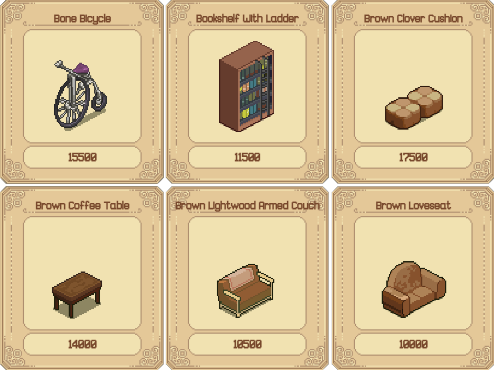 Bone Bicycle
Bookshelf With Ladder
Brown Clover Cushion
15500
11500
17500
Brown Coffee Table
Brown Lightwood Armed Couch
Brown Loveseat
14000
10500
10000